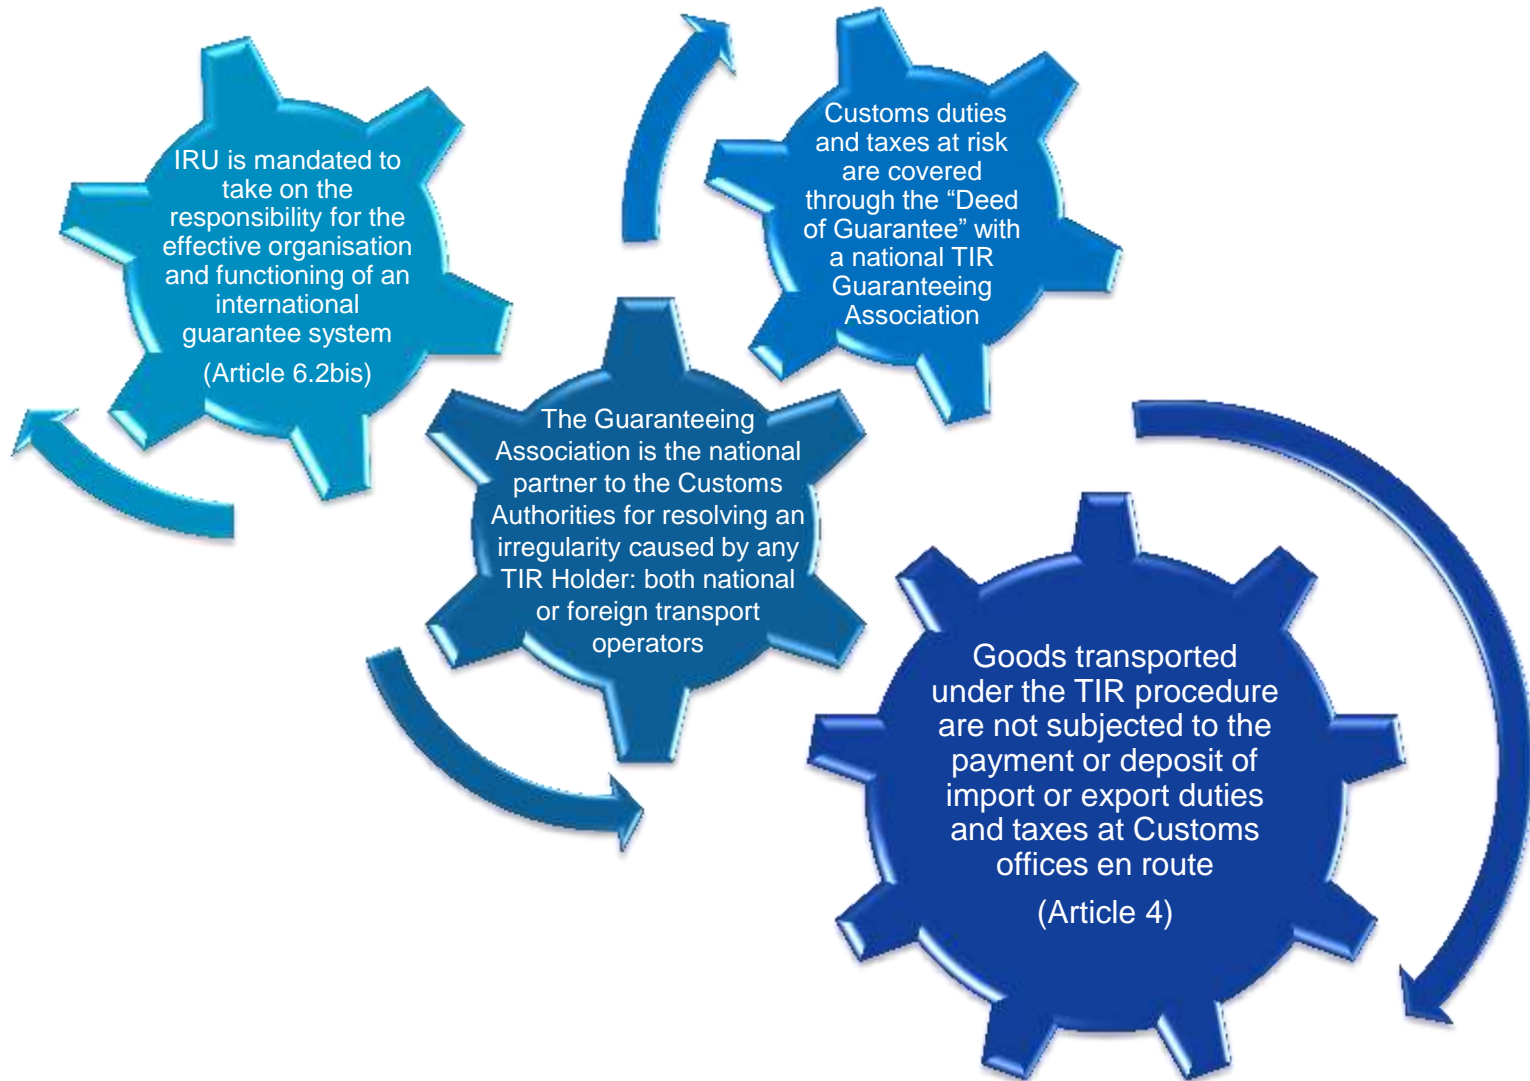 IRU is mandated to
take on the
responsibility for the
effective organisation
and functioning of an
international
guarantee system
(Article 6.2bis)
Customs duties
and taxes at risk
are covered
through the “Deed
of Guarantee” with
a national TIR
Guaranteeing
Association
The Guaranteeing
Association is the national
partner to the Customs
Authorities for resolving an
irregularity caused by any
TIR Holder: both national
or foreign transport
operators
Goods transported
under the TIR procedure
are not subjected to the
payment or deposit of
import or export duties
and taxes at Customs
offices en route
(Article 4)